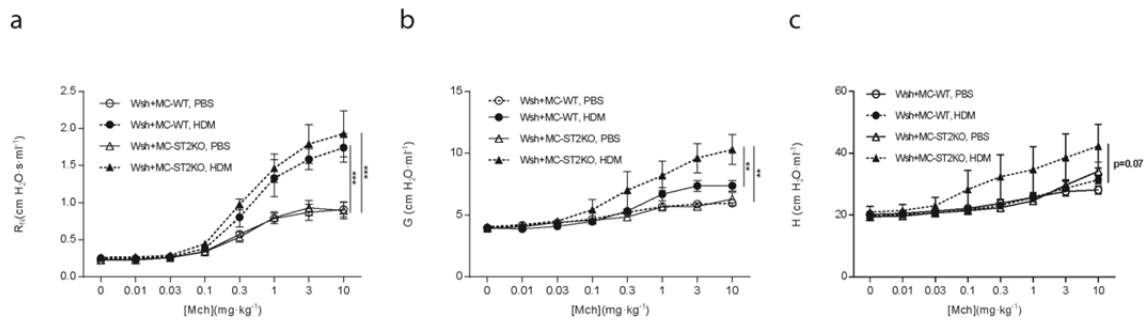 a
b
c
2.5
2.0
1.5
1.0
0.5
0.0
R_N(cm H₂O·s·ml⁻¹)
Wsh+MC-WT, PBS
Wsh+MC-WT, HDM
Wsh+MC-ST2KO, PBS
Wsh+MC-ST2KO, HDM
***
***
0 0.01 0.03 0.1 0.3 1 3 10
[Mch](mg·kg⁻¹)
15
10
5
0
G (cm H₂O·ml⁻¹)
Wsh+MC-WT, PBS
Wsh+MC-WT, HDM
Wsh+MC-ST2KO, PBS
Wsh+MC-ST2KO, HDM
**
**
0 0.01 0.03 0.1 0.3 1 3 10
[Mch](mg·kg⁻¹)
60
40
20
0
H (cm H₂O·ml⁻¹)
Wsh+MC-WT, PBS
Wsh+MC-WT, HDM
Wsh+MC-ST2KO, PBS
Wsh+MC-ST2KO, HDM
p=0.07
0 0.01 0.03 0.1 0.3 1 3 10
[Mch](mg·kg⁻¹)